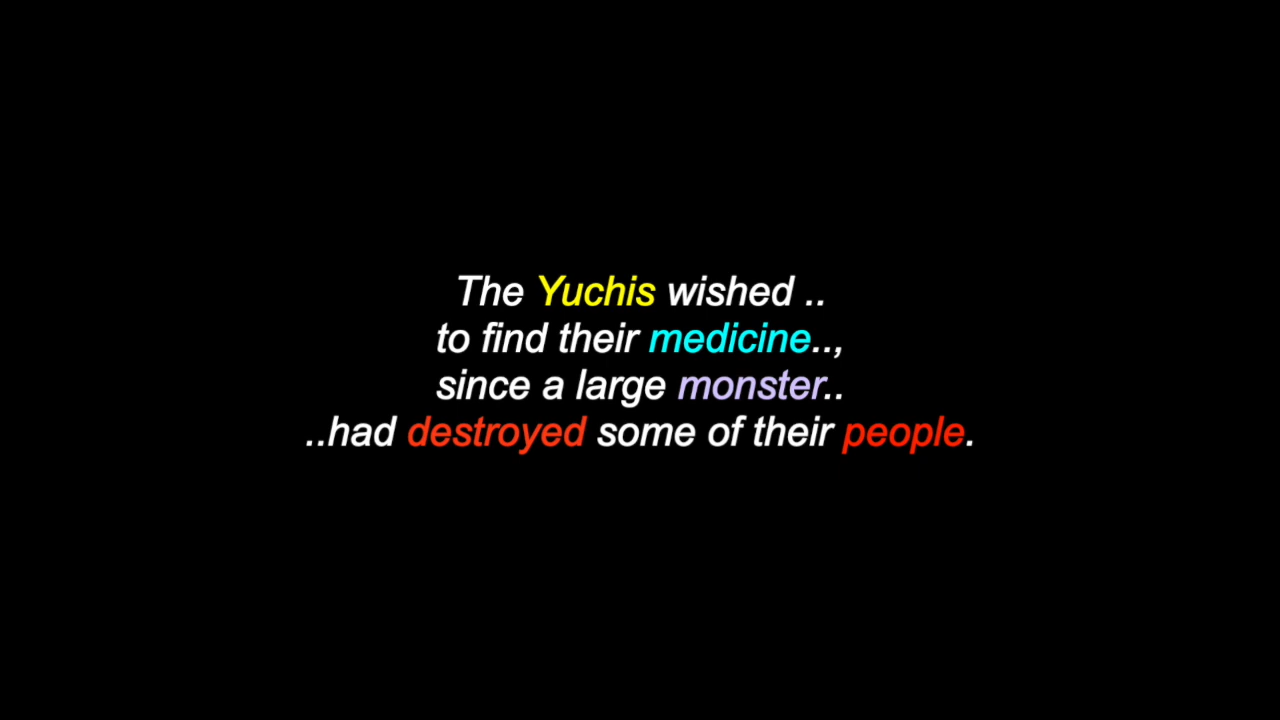 The Yuchis wished ..
to find their medicine..,
since a large monster..
..had destroyed some of their people.